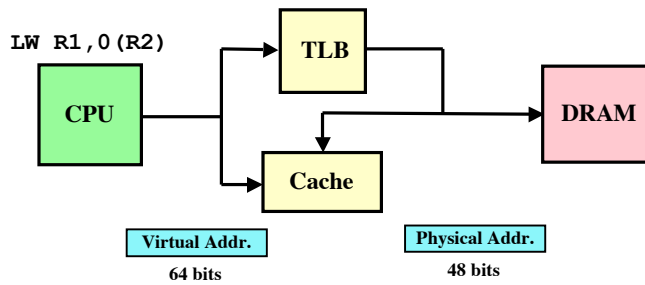 LW R1,0(R2)
TLB
CPU
DRAM
Cache
Virtual Addr.
Physical Addr.
64 bits
48 bits